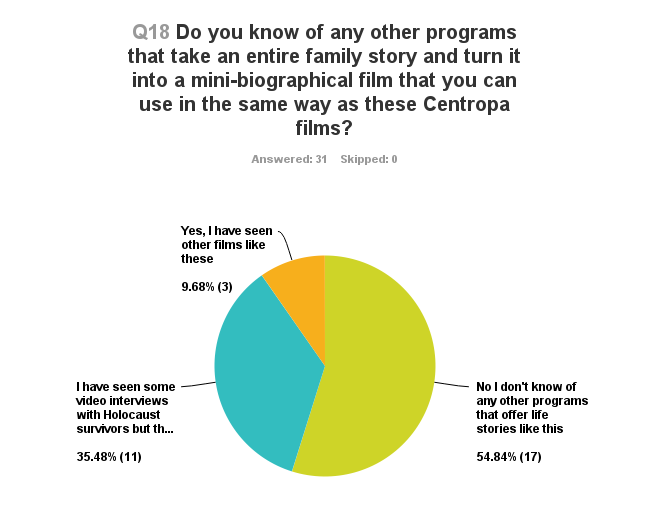 Q18 Do you know of any other programs
that take an entire family story and turn it
into a mini-biographical film that you can
use in the same way as these Centropa
films?
Answered: 31 Skipped: 0
Yes, I have seen
other films like
these
9.68% (3)
I have seen some
video interviews
with Holocaust
survivors but th...
35.48% (11)
No I don't know of
any other programs
that offer life
stories like this
54.84% (17)